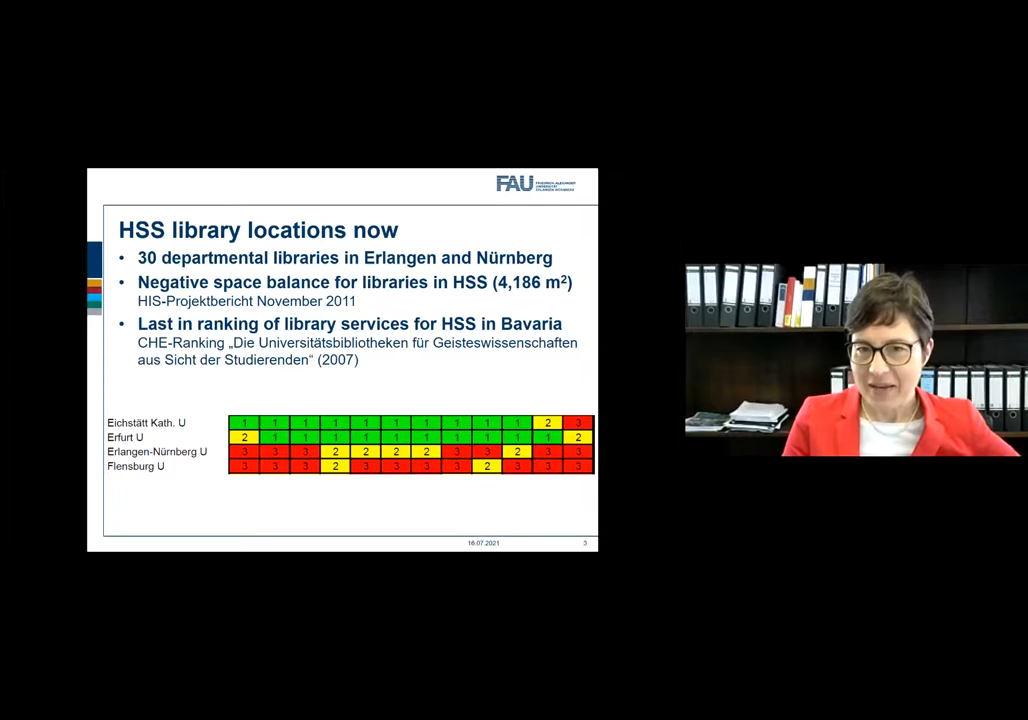 FAU FRIEDRICH-ALEXANDER
UNIVERSITÄT
ERLANGEN-NÜRNBERG
HSS library locations now
• 30 departmental libraries in Erlangen and Nürnberg
• Negative space balance for libraries in HSS (4,186 m²)
HIS-Projektbericht November 2011
• Last in ranking of library services for HSS in Bavaria
CHE-Ranking „Die Universitätsbibliotheken für Geisteswissenschaften
aus Sicht der Studierenden“ (2007)
Eichstätt Kath. U 1 1 1 1 1 1 1 1 1 1 2 3
Erfurt U 2 1 1 1 1 1 1 1 1 1 1 2
Erlangen-Nürnberg U 3 3 3 2 2 2 2 3 3 2 3 3
Flensburg U 3 3 3 2 3 3 3 3 2 3 3 3
16.07.2021 3